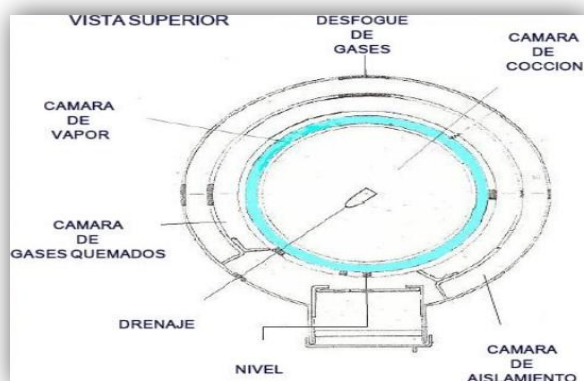 VISTA SUPERIOR
DESFOGUE
DE
GASES
CAMARA
DE
COCCION
CAMARA
DE
VAPOR
CAMARA
DE
GASES QUEMADOS
DRENAJE
NIVEL
CAMARA
DE
AISLAMIENTO